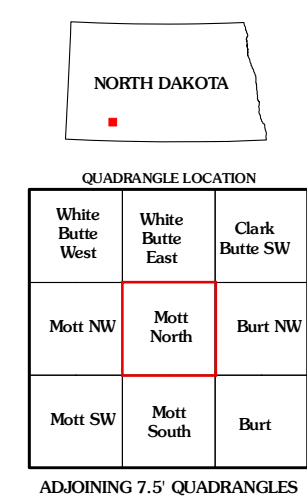 NORTH DAKOTA
QUADRANGLE LOCATION
White
Butte
West
White
Butte
East
Clark
Butte SW
Mott NW
Mott
North
Burt NW
Mott SW
Mott
South
Burt
ADJOINING 7.5' QUADRANGLES